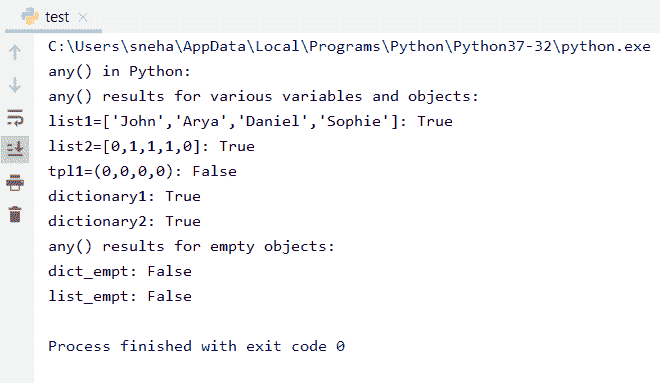 test
C:\Users\sneha\AppData\Local\Programs\Python\Python37-32\python.exe
any() in Python:
any() results for various variables and objects:
list1=['John','Arya','Daniel','Sophie']: True
list2=[0,1,1,1,0]: True
tpl1=(0,0,0,0): False
dictionary1: True
dictionary2: True
any() results for empty objects:
dict_empt: False
list_empt: False
Process finished with exit code 0